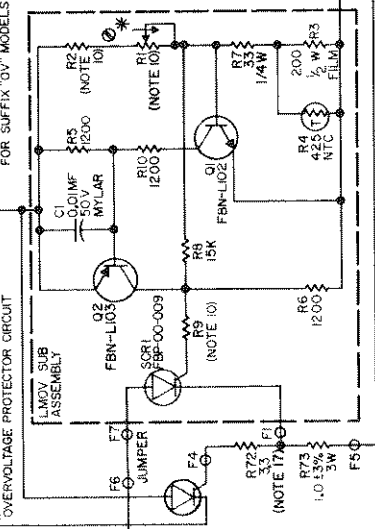 FOR SUFFIX "OV" MODELS
OVERVOLTAGE PROTECTOR CIRCUIT
LMOV SUB
ASSEMBLY
R2
(NOTE
10)
R1
(NOTE 10)
*
R5
1200
C1
0.01MF
50V
MYLAR
R10
1200
Q2
FBN-L103
Q1
FBN-L102
R7
33
1/4W
R3
200
1/2 W
FILM
R4
425
NTC
T
R8
15K
R9
(NOTE 10)
R6
1200
SCR1
FBP-00-009
F7
F6
JUMPER
F4
F1
R72
3.3
(NOTE 17)
R73
1.0 ±3%
3W
F5